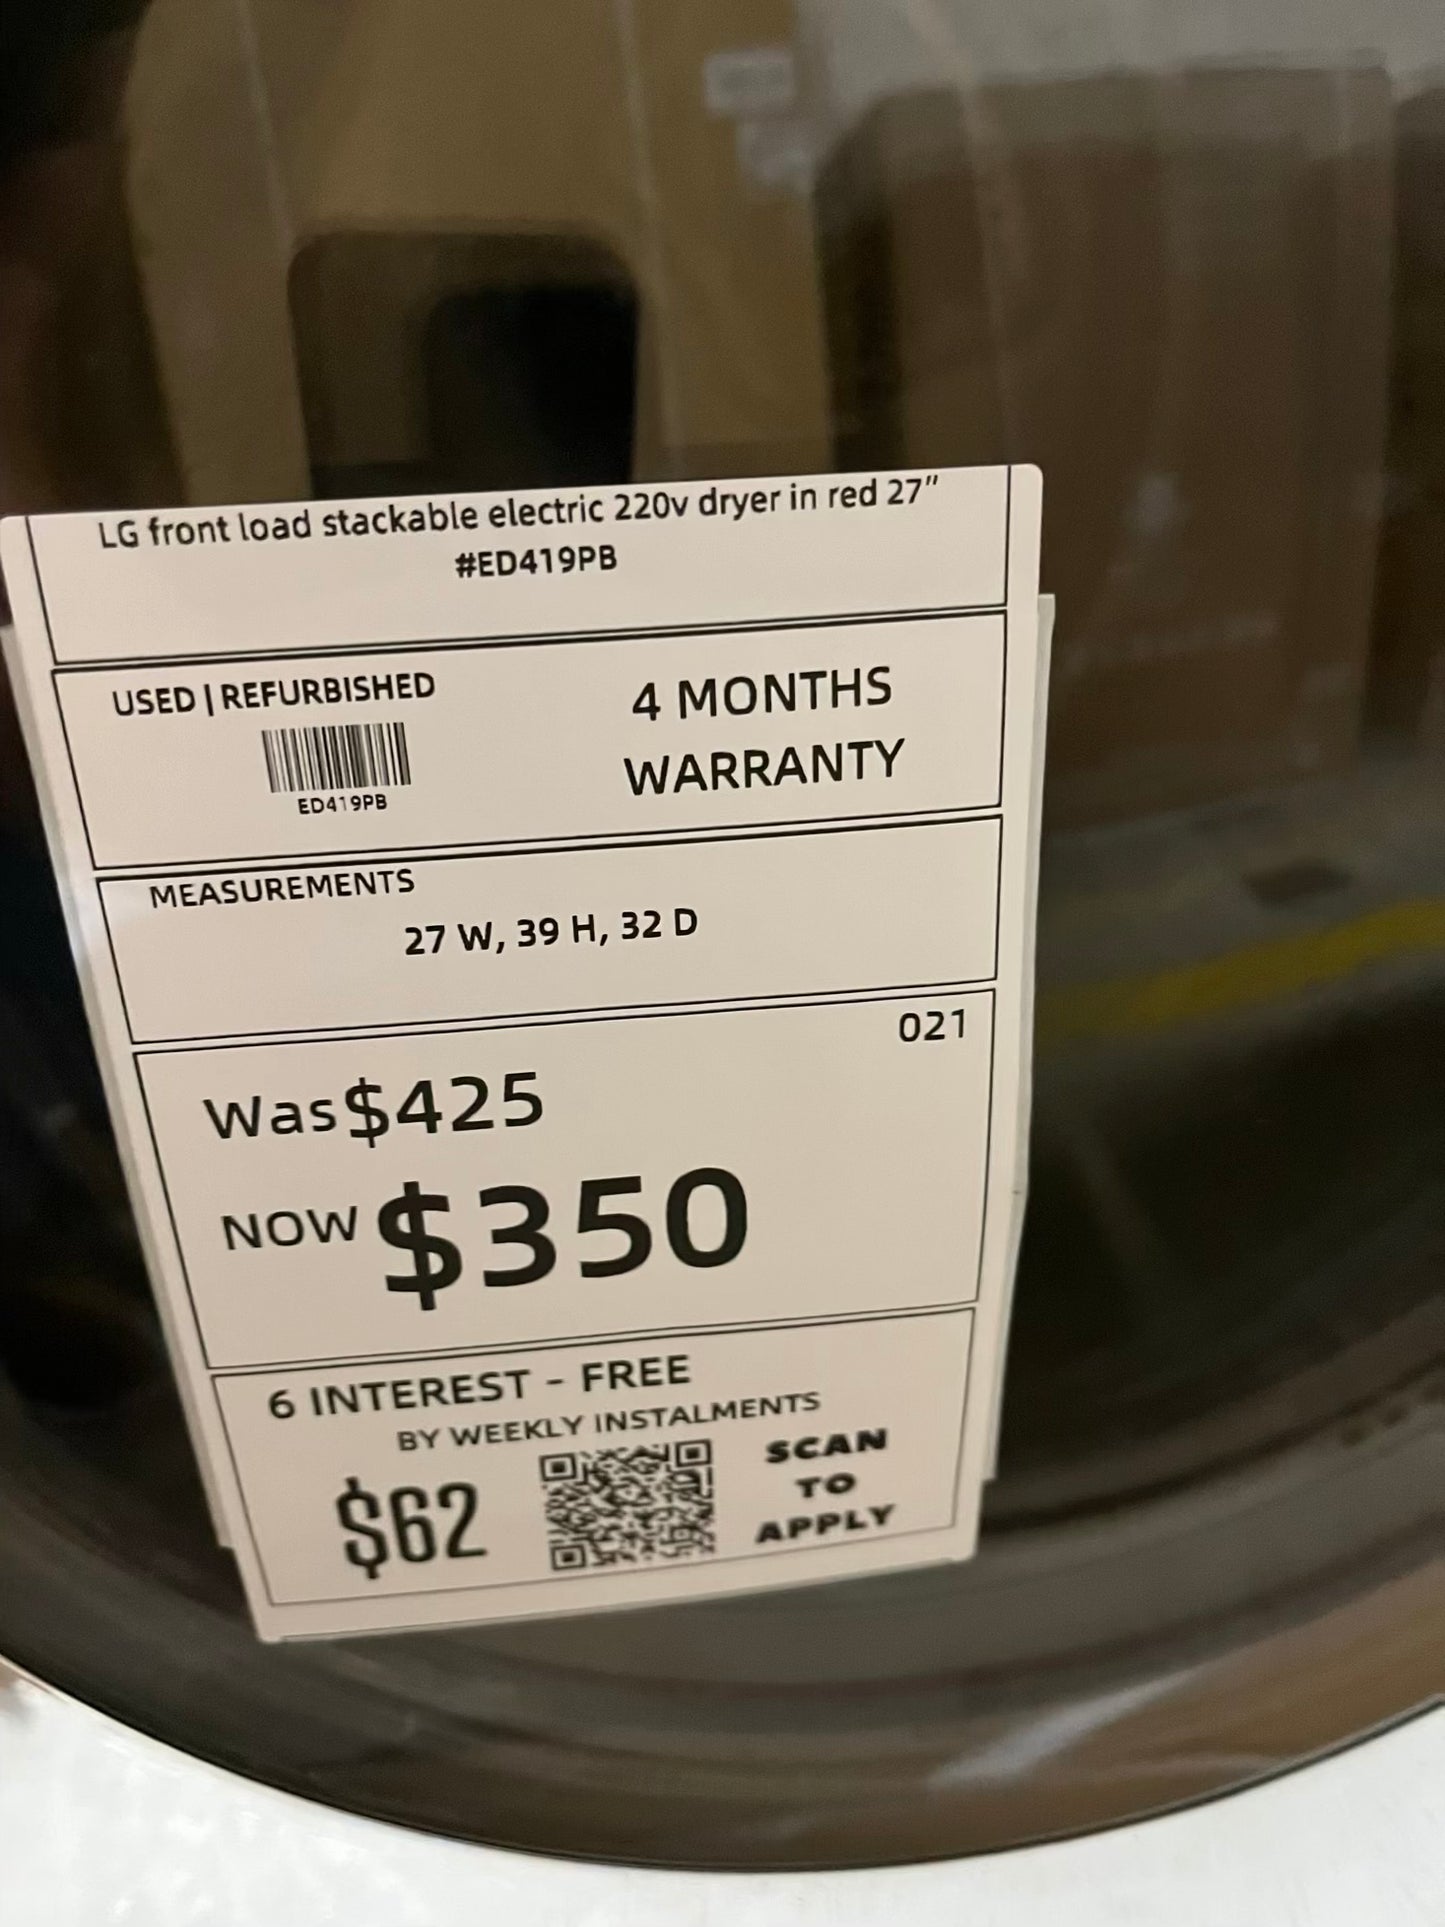 LG front load stackable electric 220v dryer in red 27”
#ED419PB
USED | REFURBISHED
ED419PB
4 MONTHS
WARRANTY
MEASUREMENTS
27 W, 39 H, 32 D
021
Was $425
NOW $350
6 INTEREST - FREE
BY WEEKLY INSTALMENTS
$62
SCAN
TO
APPLY